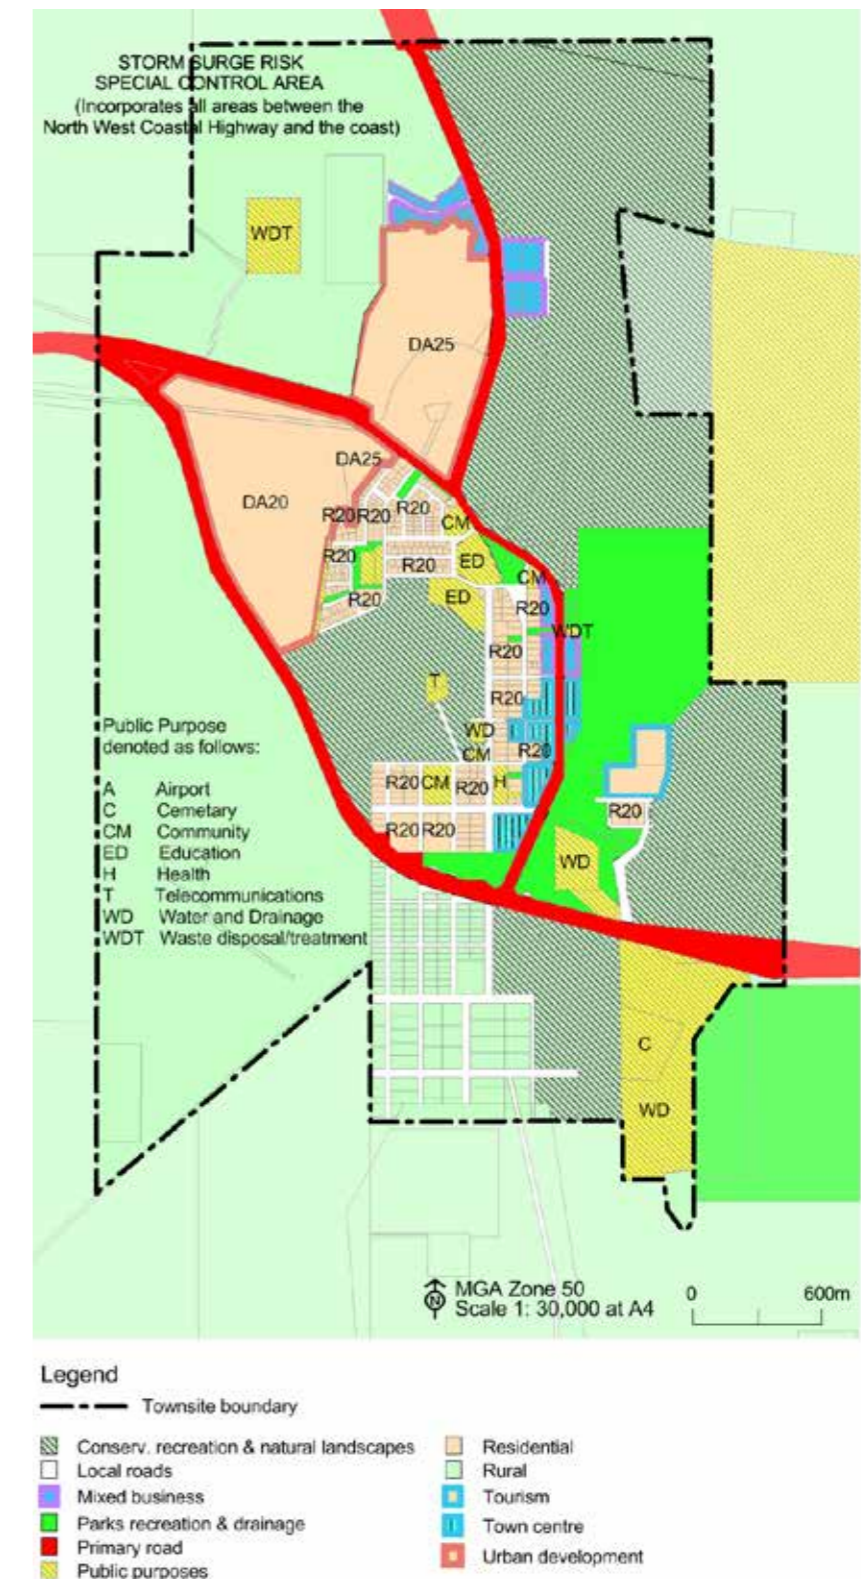 STORM SURGE RISK
SPECIAL CONTROL AREA
(Incorporates all areas between the
North West Coastal Highway and the coast)
WDT
DA25
DA25
DA20
R20
R20
R20
CM
R20
R20
ED
CM
R20
ED
R20
WDT
R20
T
R20
WD
R20
CM
R20
CM
R20
H
R20
R20
R20
WD
C
WD
Public Purpose
denoted as follows:
A Airport
C Cemetary
CM Community
ED Education
H Health
T Telecommunications
WD Water and Drainage
WDT Waste disposal/treatment
N
MGA Zone 50
Scale 1: 30,000 at A4
0 600m
Legend
Townsite boundary
Conserv. recreation & natural landscapes
Local roads
Mixed business
Parks recreation & drainage
Primary road
Public purposes
Residential
Rural
Tourism
Town centre
Urban development